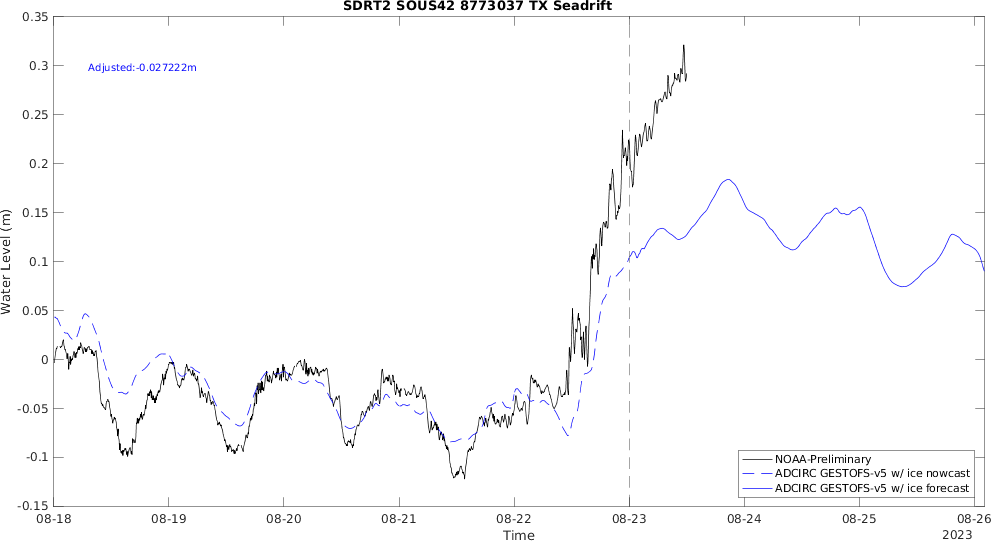 SDRT2 SOUS42 8773037 TX Seadrift
0.35
0.3
0.25
0.2
0.15
0.1
0.05
0
-0.05
-0.1
-0.15
Water Level (m)
Adjusted:-0.027222m
NOAA-Preliminary
ADCIRC GESTOFS-v5 w/ ice nowcast
ADCIRC GESTOFS-v5 w/ ice forecast
08-18 08-19 08-20 08-21 08-22 08-23 08-24 08-25 08-26
Time
2023